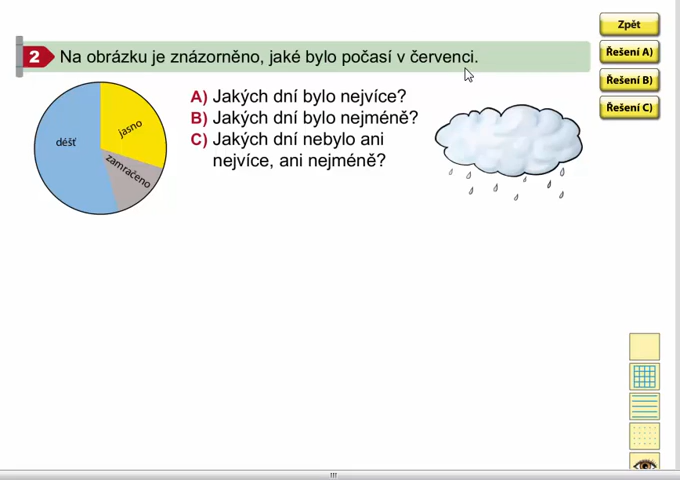 Zpět
2 Na obrázku je znázorněno, jaké bylo počasí v červenci.
Řešení A)
Řešení B)
Řešení C)
jasno
déšť
zamračeno
A) Jakých dní bylo nejvíce?
B) Jakých dní bylo nejméně?
C) Jakých dní nebylo ani
nejvíce, ani nejméně?